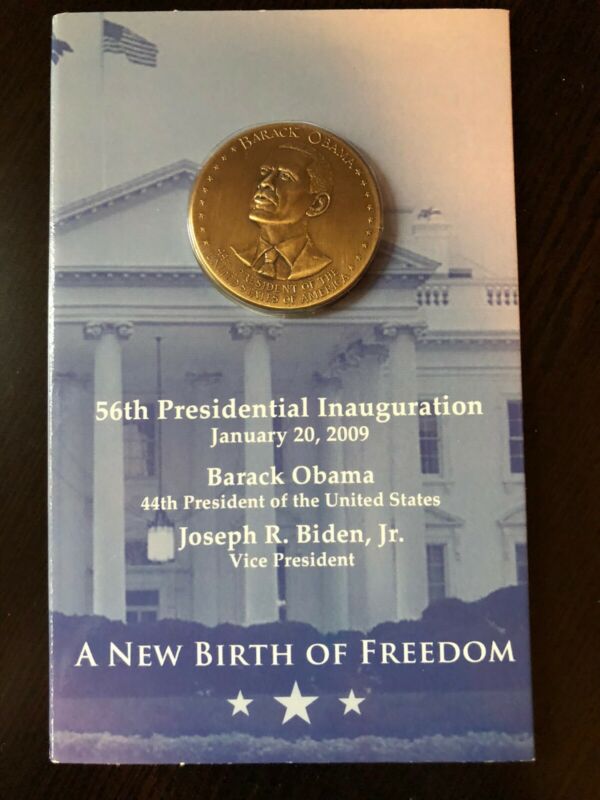 BARACK OBAMA
44TH PRESIDENT OF THE
UNITED STATES OF AMERICA
56th Presidential Inauguration
January 20, 2009
Barack Obama
44th President of the United States
Joseph R. Biden, Jr.
Vice President
A NEW BIRTH OF FREEDOM